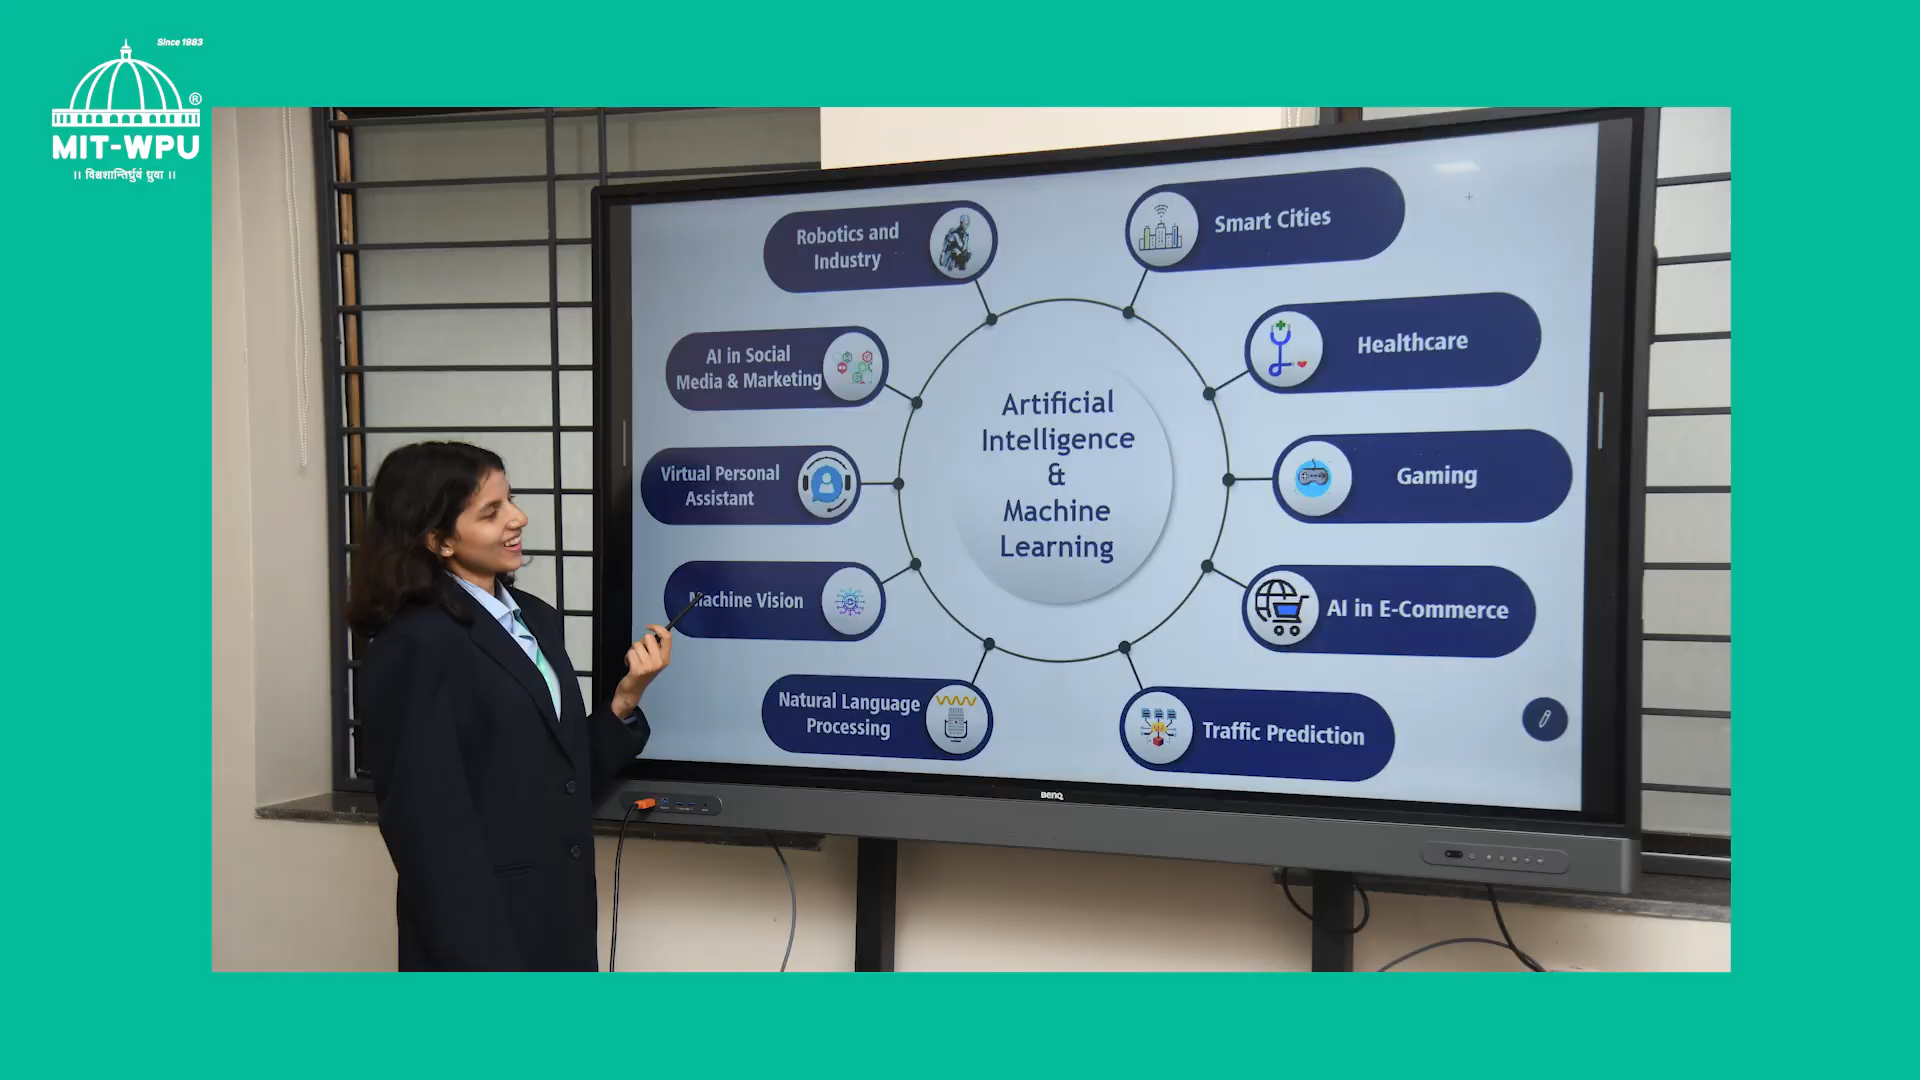 Since 1983
®
MIT-WPU
।। विश्वशान्तिर्ध्रुवं ध्रुवा ।।
Robotics and
Industry
Smart Cities
AI in Social
Media & Marketing
Healthcare
Virtual Personal
Assistant
Gaming
Machine Vision
AI in E-Commerce
Natural Language
Processing
Traffic Prediction
Artificial
Intelligence
&
Machine
Learning
BenQ